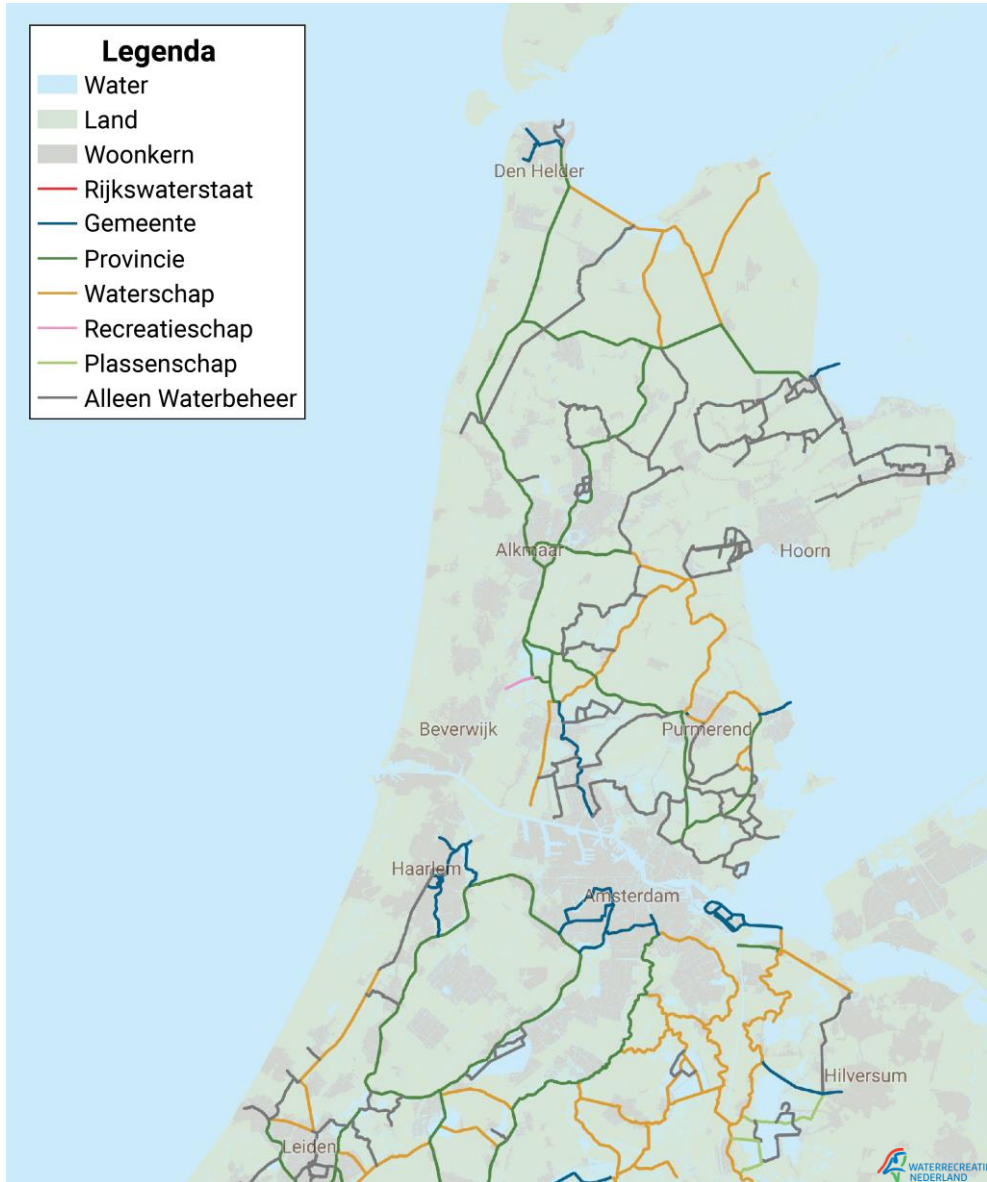 Legenda
Water
Land
Woonkern
Rijkswaterstaat
Gemeente
Provincie
Waterschap
Recreatieschap
Plassenschap
Alleen Waterbeheer
Den Helder
Alkmaar
Hoorn
Beverwijk
Purmerend
Haarlem
Amsterdam
Hilversum
Leiden
WATERRECREATIE
NEDERLAND